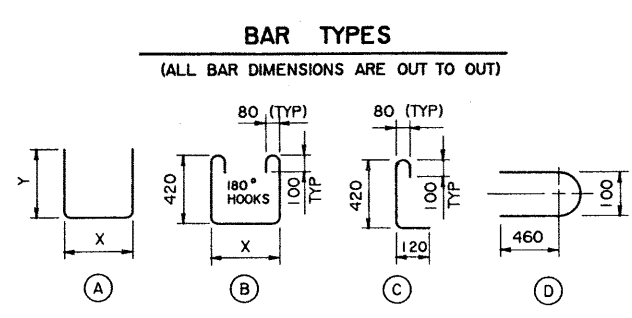 BAR TYPES
(ALL BAR DIMENSIONS ARE OUT TO OUT)
80 (TYP)
80 (TYP)
Y
420
180°
HOOKS
100
TYP
420
100
TYP
100
X
X
120
460
A
B
C
D